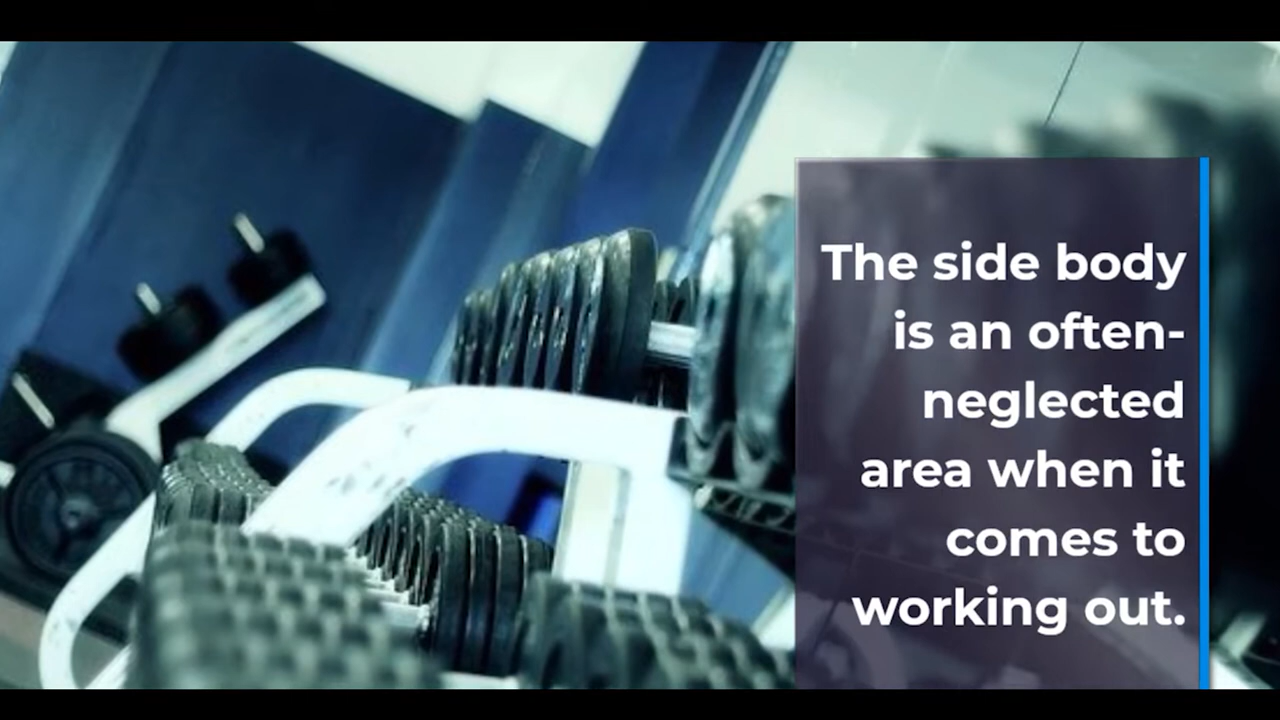 The side body
is an often-
neglected
area when it
comes to
working out.